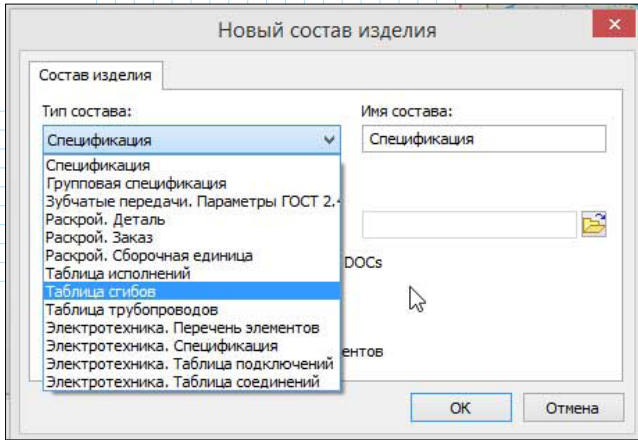 Новый состав изделия
Состав изделия
Тип состава:
Имя состава:
Спецификация
Спецификация
Спецификация
Групповая спецификация
Зубчатые передачи. Параметры ГОСТ 2.
Раскрой. Деталь
Раскрой. Заказ
Раскрой. Сборочная единица
DOCs
Таблица исполнений
Таблица сгибов
Таблица трубопроводов
Электротехника. Перечень элементов
Электротехника. Спецификация
ентов
Электротехника. Таблица подключений
Электротехника. Таблица соединений
ОК
Отмена